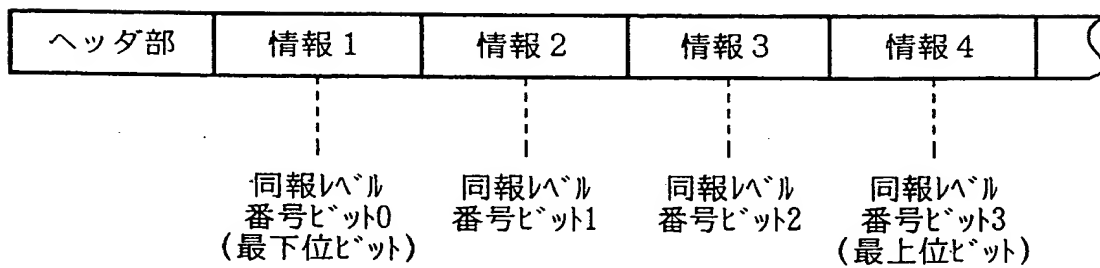 ヘッダ部 情報1 情報2 情報3 情報4
同報レベル 同報レベル 同報レベル 同報レベル
番号ビット0 番号ビット1 番号ビット2 番号ビット3
(最下位ビット) (最上位ビット)